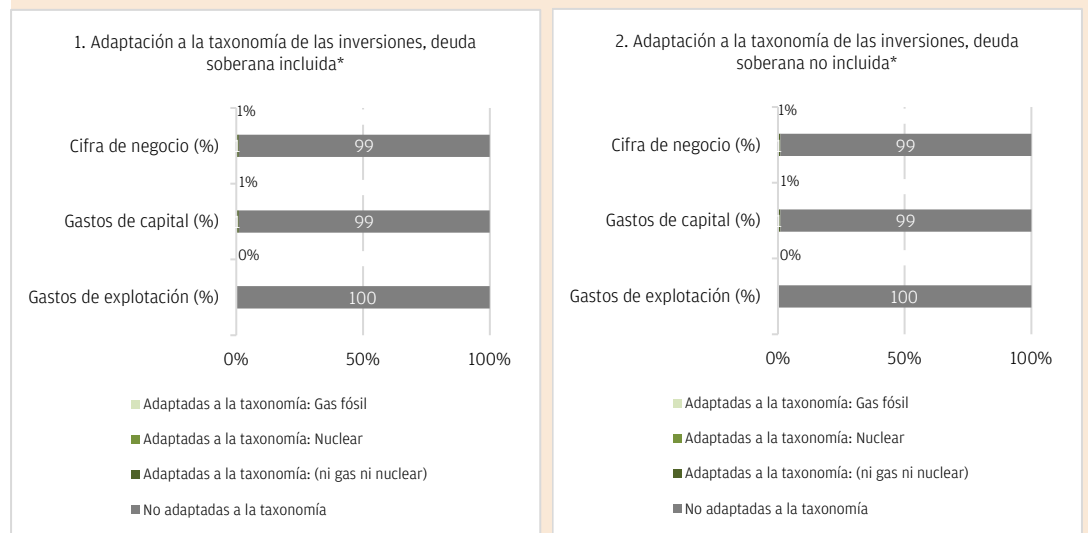 1. Adaptación a la taxonomía de las inversiones, deuda
soberana incluida*
1%
Cifra de negocio (%)
1
99
1%
Gastos de capital (%)
1
99
0%
Gastos de explotación (%)
100
0%
50%
100%
Adaptadas a la taxonomía: Gas fósil
Adaptadas a la taxonomía: Nuclear
Adaptadas a la taxonomía: (ni gas ni nuclear)
No adaptadas a la taxonomía
2. Adaptación a la taxonomía de las inversiones, deuda
soberana no incluida*
1%
Cifra de negocio (%)
1
99
1%
Gastos de capital (%)
1
99
0%
Gastos de explotación (%)
100
0%
50%
100%
Adaptadas a la taxonomía: Gas fósil
Adaptadas a la taxonomía: Nuclear
Adaptadas a la taxonomía: (ni gas ni nuclear)
No adaptadas a la taxonomía